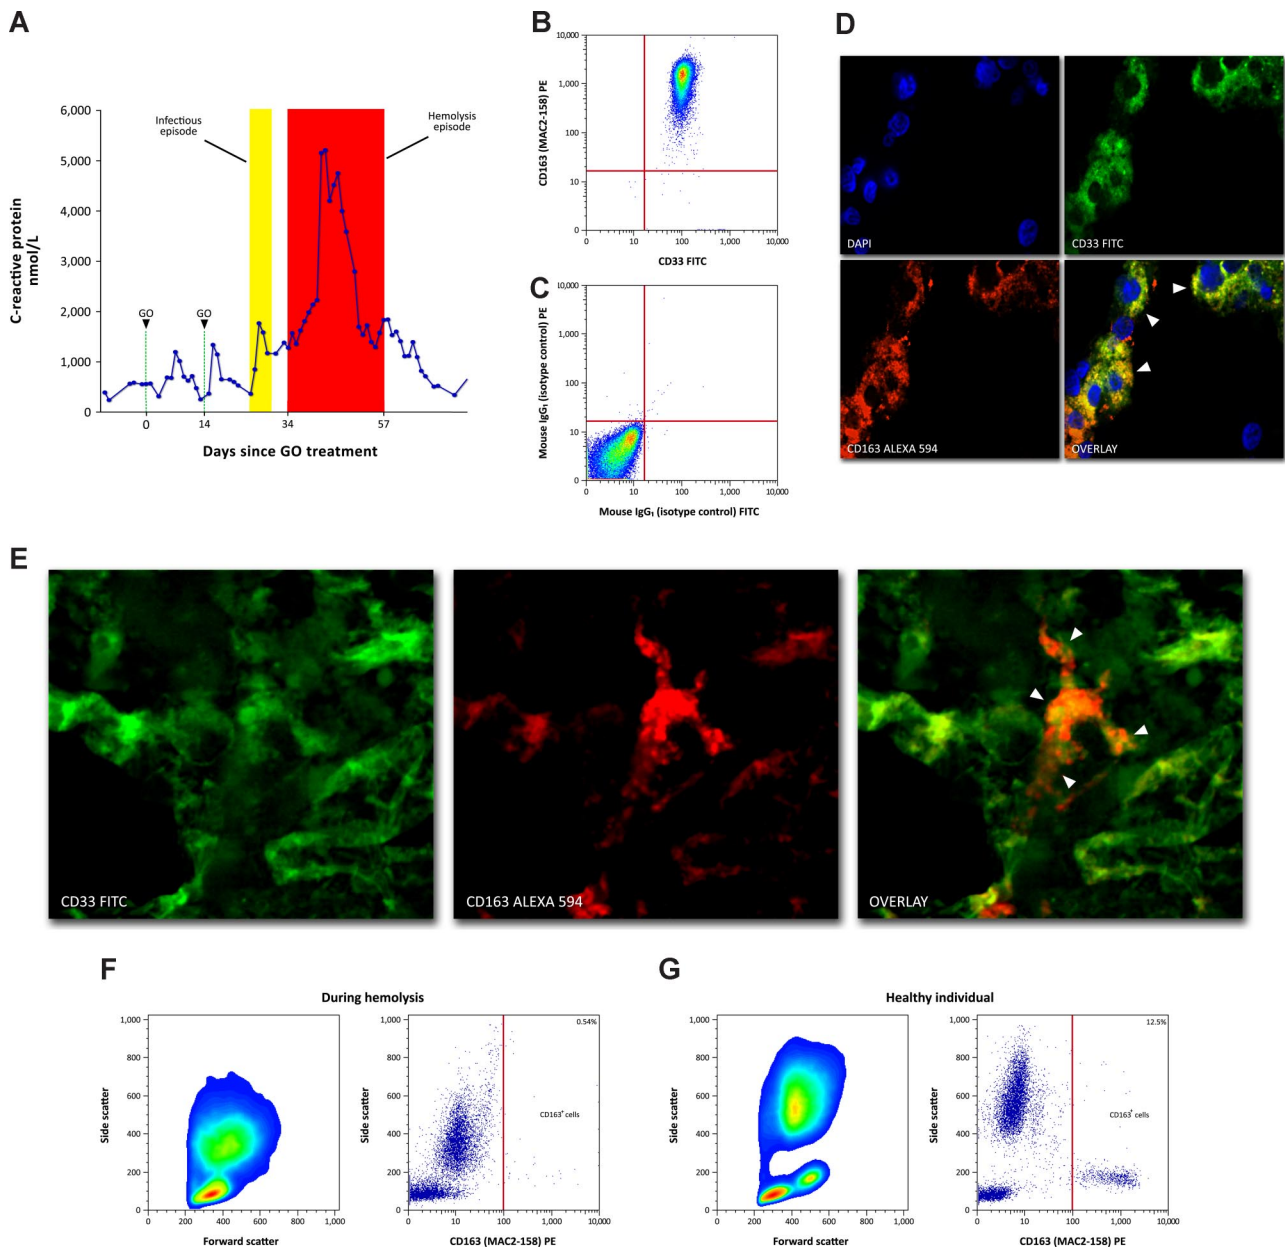 A
6,000
5,000
4,000
3,000
2,000
1,000
0
C-reactive protein
nmol/L
Infectious
episode
Hemolysis
episode
GO
GO
0
14
34
57
Days since GO treatment
B
10,000
1,000
100
10
0
CD163 (MAC2-158) PE
0
10
100
1,000
10,000
CD33 FITC
C
10,000
1,000
100
10
0
Mouse IgG₁ (isotype control) PE
0
10
100
1,000
10,000
Mouse IgG₁ (isotype control) FITC
D
DAPI
CD33 FITC
CD163 ALEXA 594
OVERLAY
E
CD33 FITC
CD163 ALEXA 594
OVERLAY
F
During hemolysis
1,000
800
600
400
200
0
Side scatter
0
200
400
600
800
1,000
Forward scatter
1,000
800
600
400
200
0
Side scatter
0.54%
CD163⁺ cells
0
10
100
1,000
10,000
CD163 (MAC2-158) PE
G
Healthy individual
1,000
800
600
400
200
0
Side scatter
0
200
400
600
800
1,000
Forward scatter
1,000
800
600
400
200
0
Side scatter
12.5%
CD163⁺ cells
0
10
100
1,000
10,000
CD163 (MAC2-158) PE